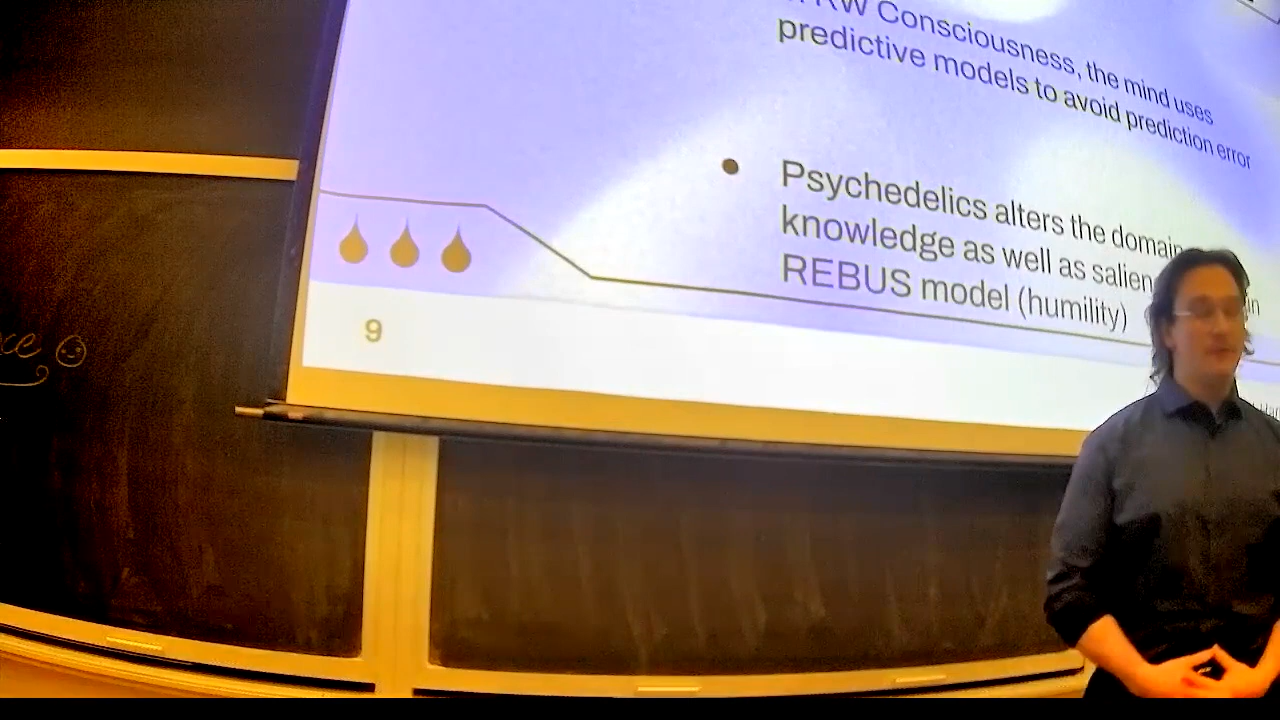 RW Consciousness, the mind uses
predictive models to avoid prediction error
• Psychedelics alters the domain
knowledge as well as salien in
REBUS model (humility)
9